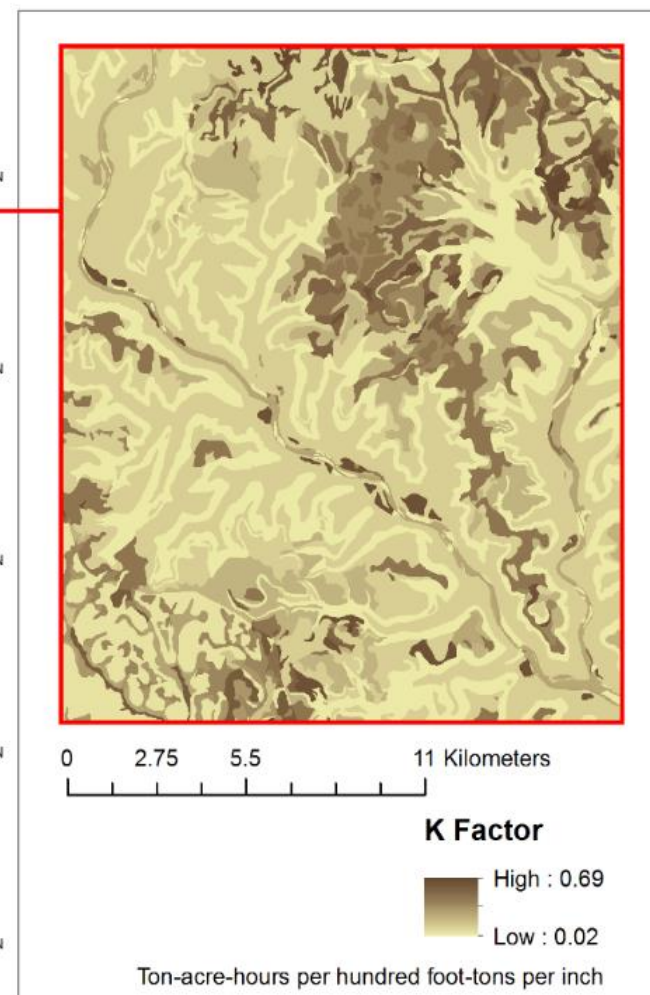 N
N
N
N
N
0 2.75 5.5 11 Kilometers
K Factor
High : 0.69
Low : 0.02
Ton-acre-hours per hundred foot-tons per inch